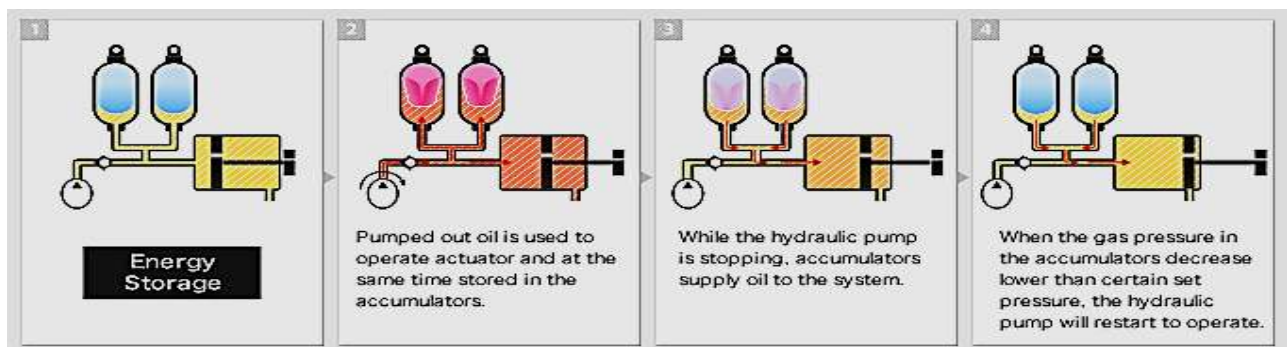 1
Energy
Storage
2
Pumped out oil is used to
operate actuator and at the
same time stored in the
accumulators.
3
While the hydraulic pump
is stopping, accumulators
supply oil to the system.
4
When the gas pressure in
the accumulators decrease
lower than certain set
pressure, the hydraulic
pump will restart to operate.